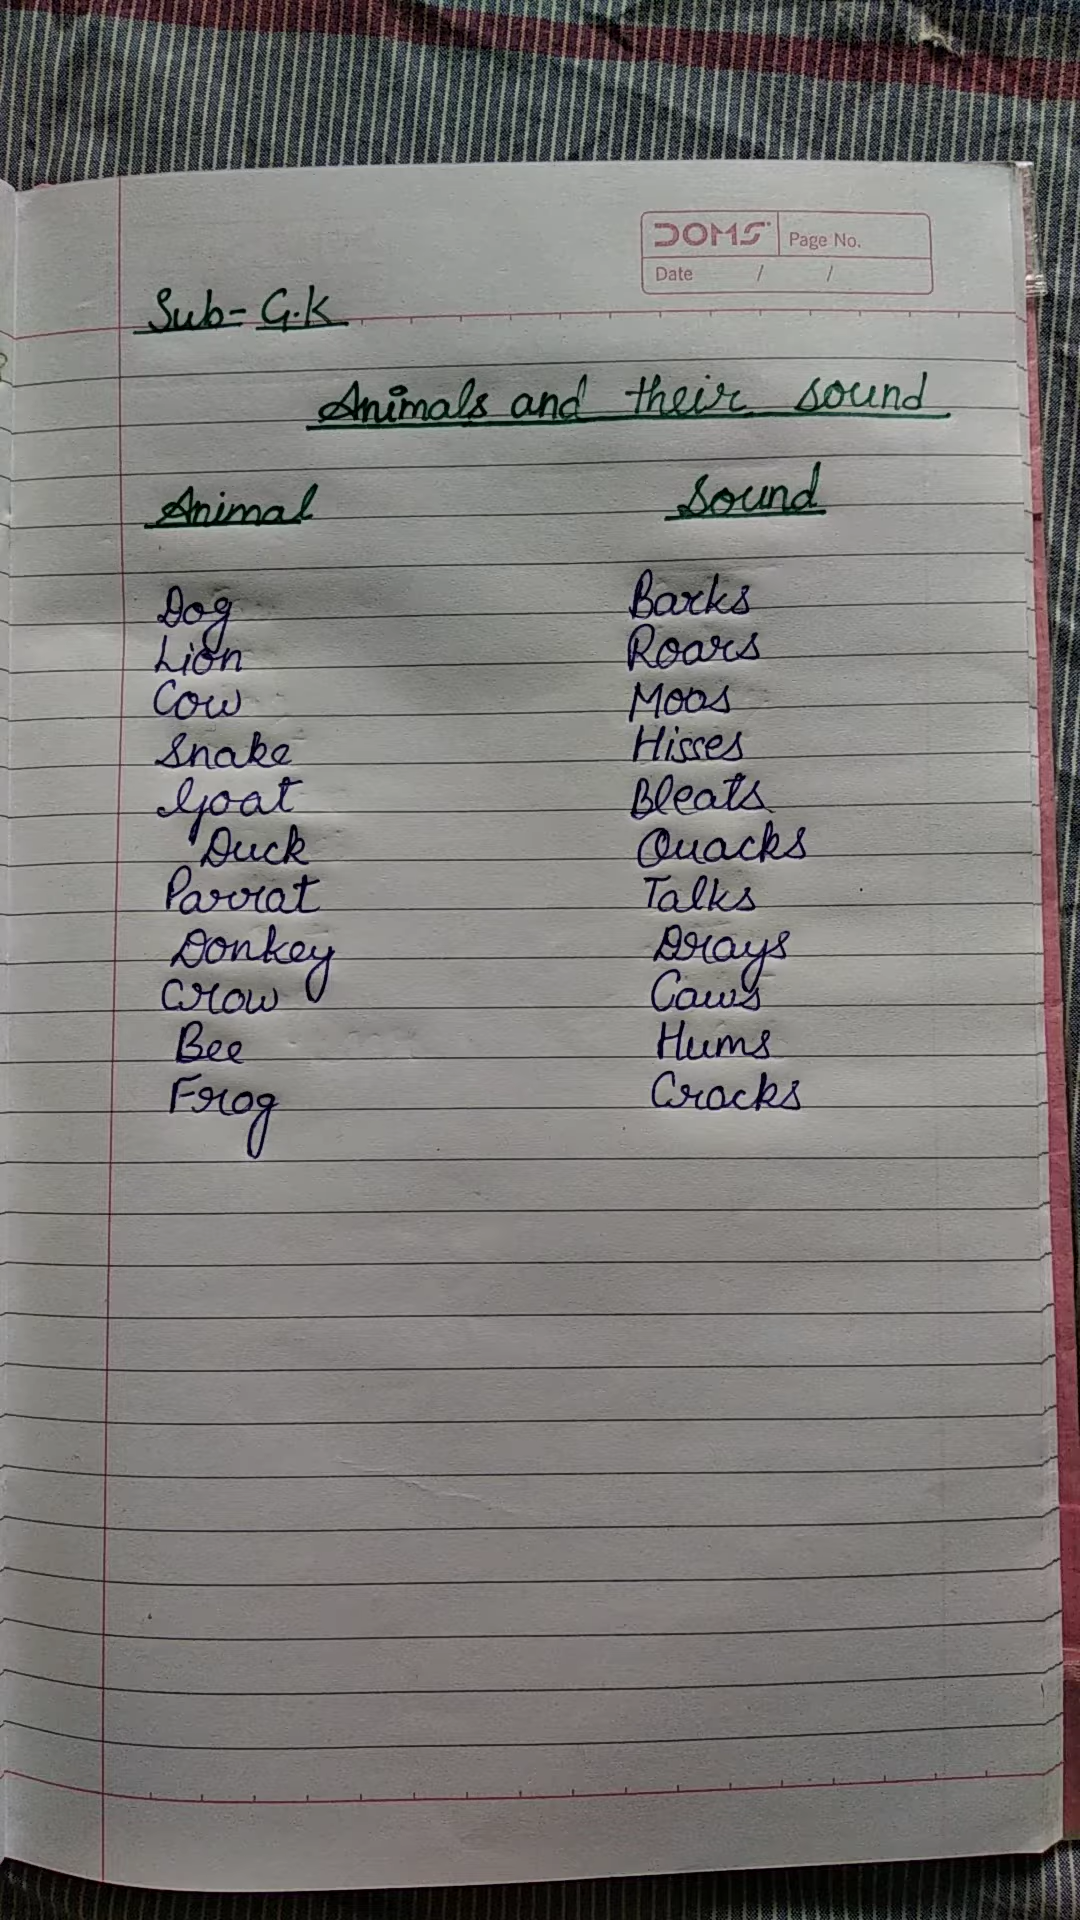 DOMS Page No.
Date / /
Sub- G.K
Animals and their sound
Animal Sound
Dog Barks
Lion Roars
Cow Moos
Snake Hisses
Goat Bleats
Duck Quacks
Parrat Talks
Donkey Drays
Crow Caws
Bee Hums
Frog Cracks